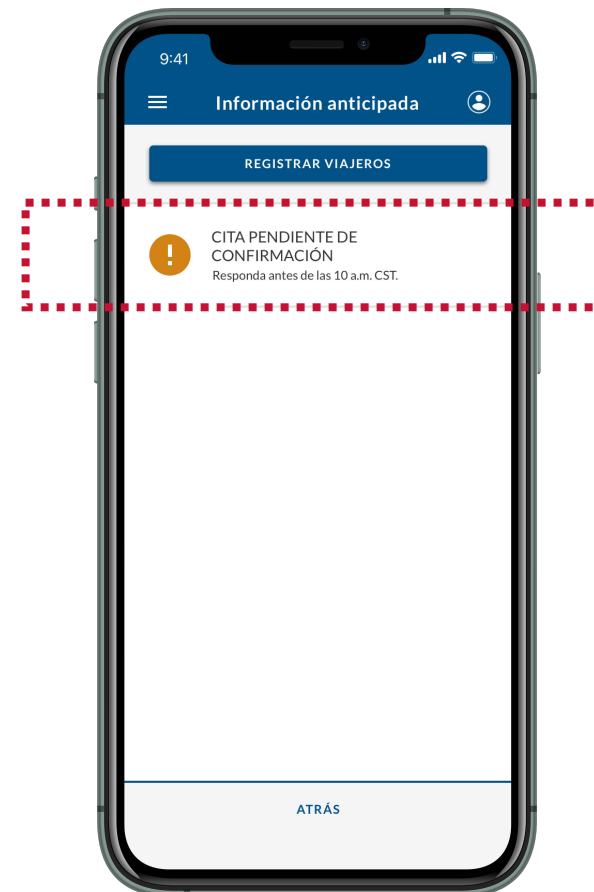 9:41
Información anticipada
REGISTRAR VIAJEROS
CITA PENDIENTE DE
CONFIRMACIÓN
Responda antes de las 10 a.m. CST.
ATRÁS